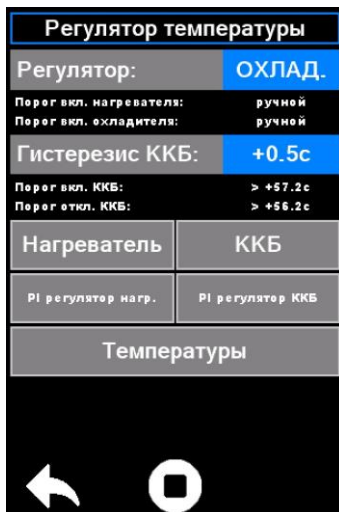 Регулятор температуры
Регулятор: ОХЛАД.
Порог вкл. нагревателя: ручной
Порог вкл. охладителя: ручной
Гистерезис ККБ: +0.5с
Порог вкл. ККБ: > +57.2с
Порог откл. ККБ: > +56.2с
Нагреватель ККБ
PI регулятор нагр. PI регулятор ККБ
Температуры